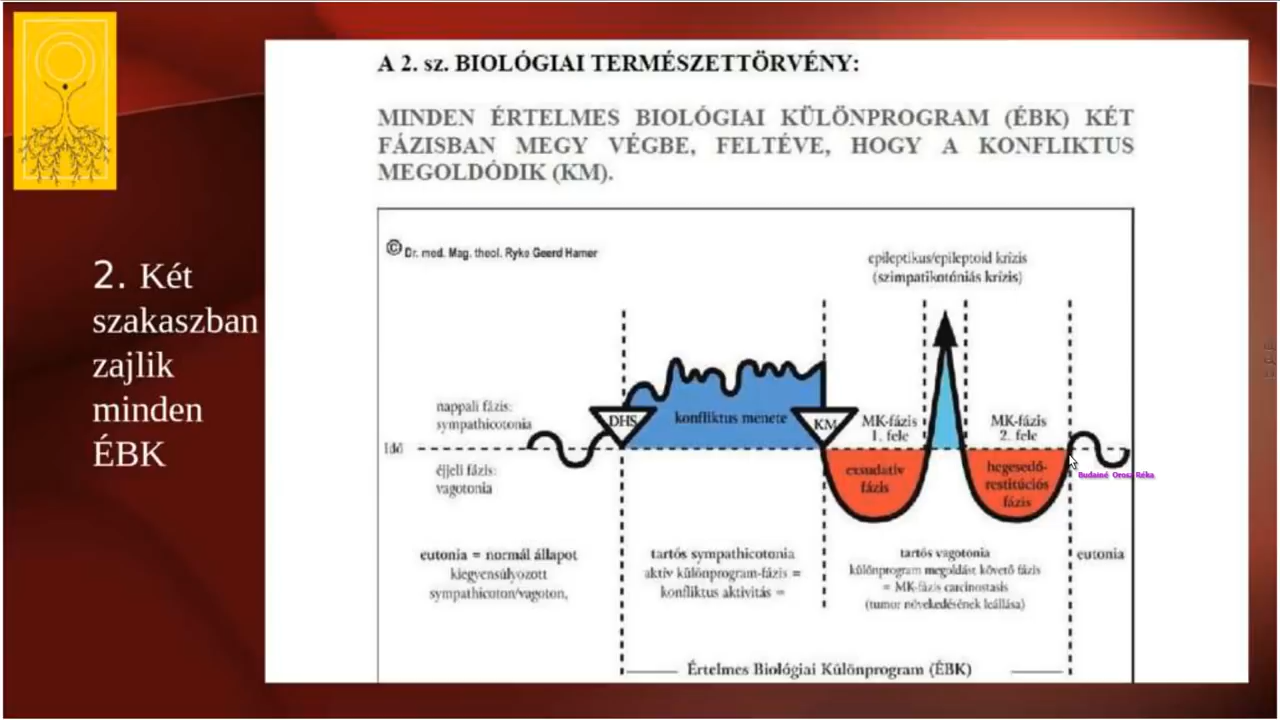 A 2. sz. BIOLÓGIAI TERMÉSZETTÖRVÉNY:
MINDEN ÉRTELMES BIOLÓGIAI KÜLÖNPROGRAM (ÉBK) KÉT
FÁZISBAN MEGY VÉGBE, FELTÉVE, HOGY A KONFLIKTUS
MEGOLDÓDIK (KM).
2. Két
szakaszban
zajlik
minden
ÉBK
© Dr. med. Mag. theol. Ryke Geerd Hamer
epileptikus/epileptoid krízis
(szimpatikotóniás krízis)
nappali fázis:
sympathicotonia
DHS
konfliktus menete
KM
MK-fázis
1. fele
MK-fázis
2. fele
Idő
éjjeli fázis:
vagotonia
exsudatív
fázis
hegesedő-
restitúciós
fázis
Budainé Orosz Réka
eutonia = normál állapot
kiegyensúlyozott
sympathicoton/vagoton,
tartós sympathicotonia
aktív különprogram-fázis =
konfliktus aktivitás =
tartós vagotonia
különprogram megoldást követő fázis
= MK-fázis carcinostasis
(tumor növekedésének leállása)
eutonia
Értelmes Biológiai Különprogram (ÉBK)